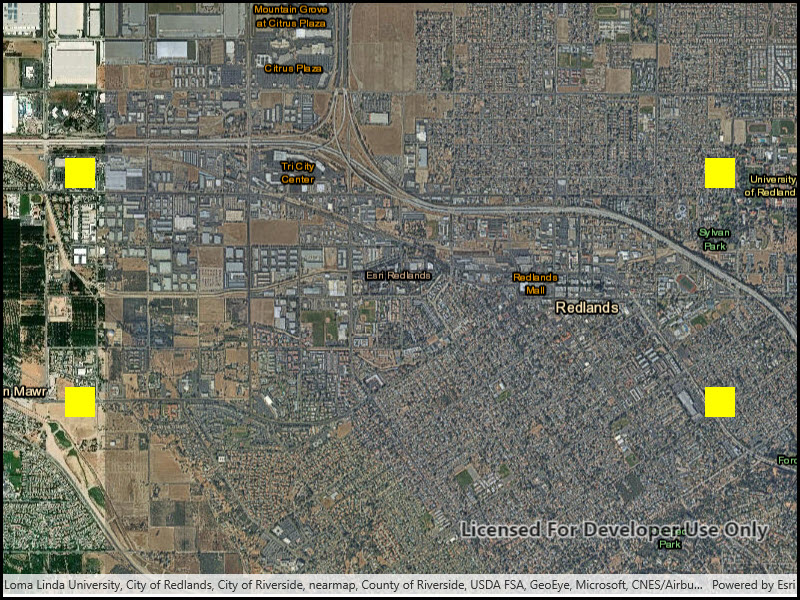 Mountain Grove
at Citrus Plaza
Citrus Plaza
Tri City
Center
University
of Redland
Sylvan
Park
Esri Redlands
Redlands
Mall
Redlands
n Mawr
Ford
Licensed For Developer Use Only
Park
Loma Linda University, City of Redlands, City of Riverside, nearmap, County of Riverside, USDA FSA, GeoEye, Microsoft, CNES/Airbu... Powered by Esri